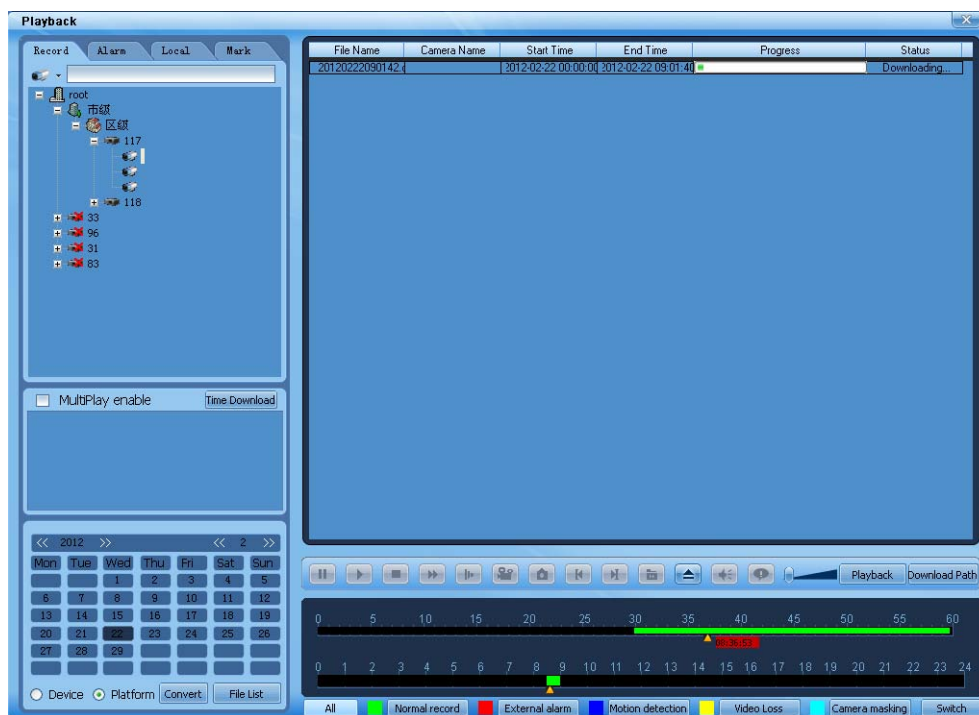 Playback
Record Alarm Local Mark
root
市级
区级
117
118
33
96
31
83
MultiPlay enable Time Download
2012 2
Mon Tue Wed Thu Fri Sat Sun
1 2 3 4 5
6 7 8 9 10 11 12
13 14 15 16 17 18 19
20 21 22 23 24 25 26
27 28 29
Device Platform Convert File List
File Name Camera Name Start Time End Time Progress Status
20120222090142. 2012-02-22 00:00:00 2012-02-22 09:01:40 Downloading...
Playback Download Path
0 5 10 15 20 25 30 35 40 45 50 55 60
08:36:53
0 1 2 3 4 5 6 7 8 9 10 11 12 13 14 15 16 17 18 19 20 21 22 23 24
All Normal record External alarm Motion detection Video Loss Camera masking Switch